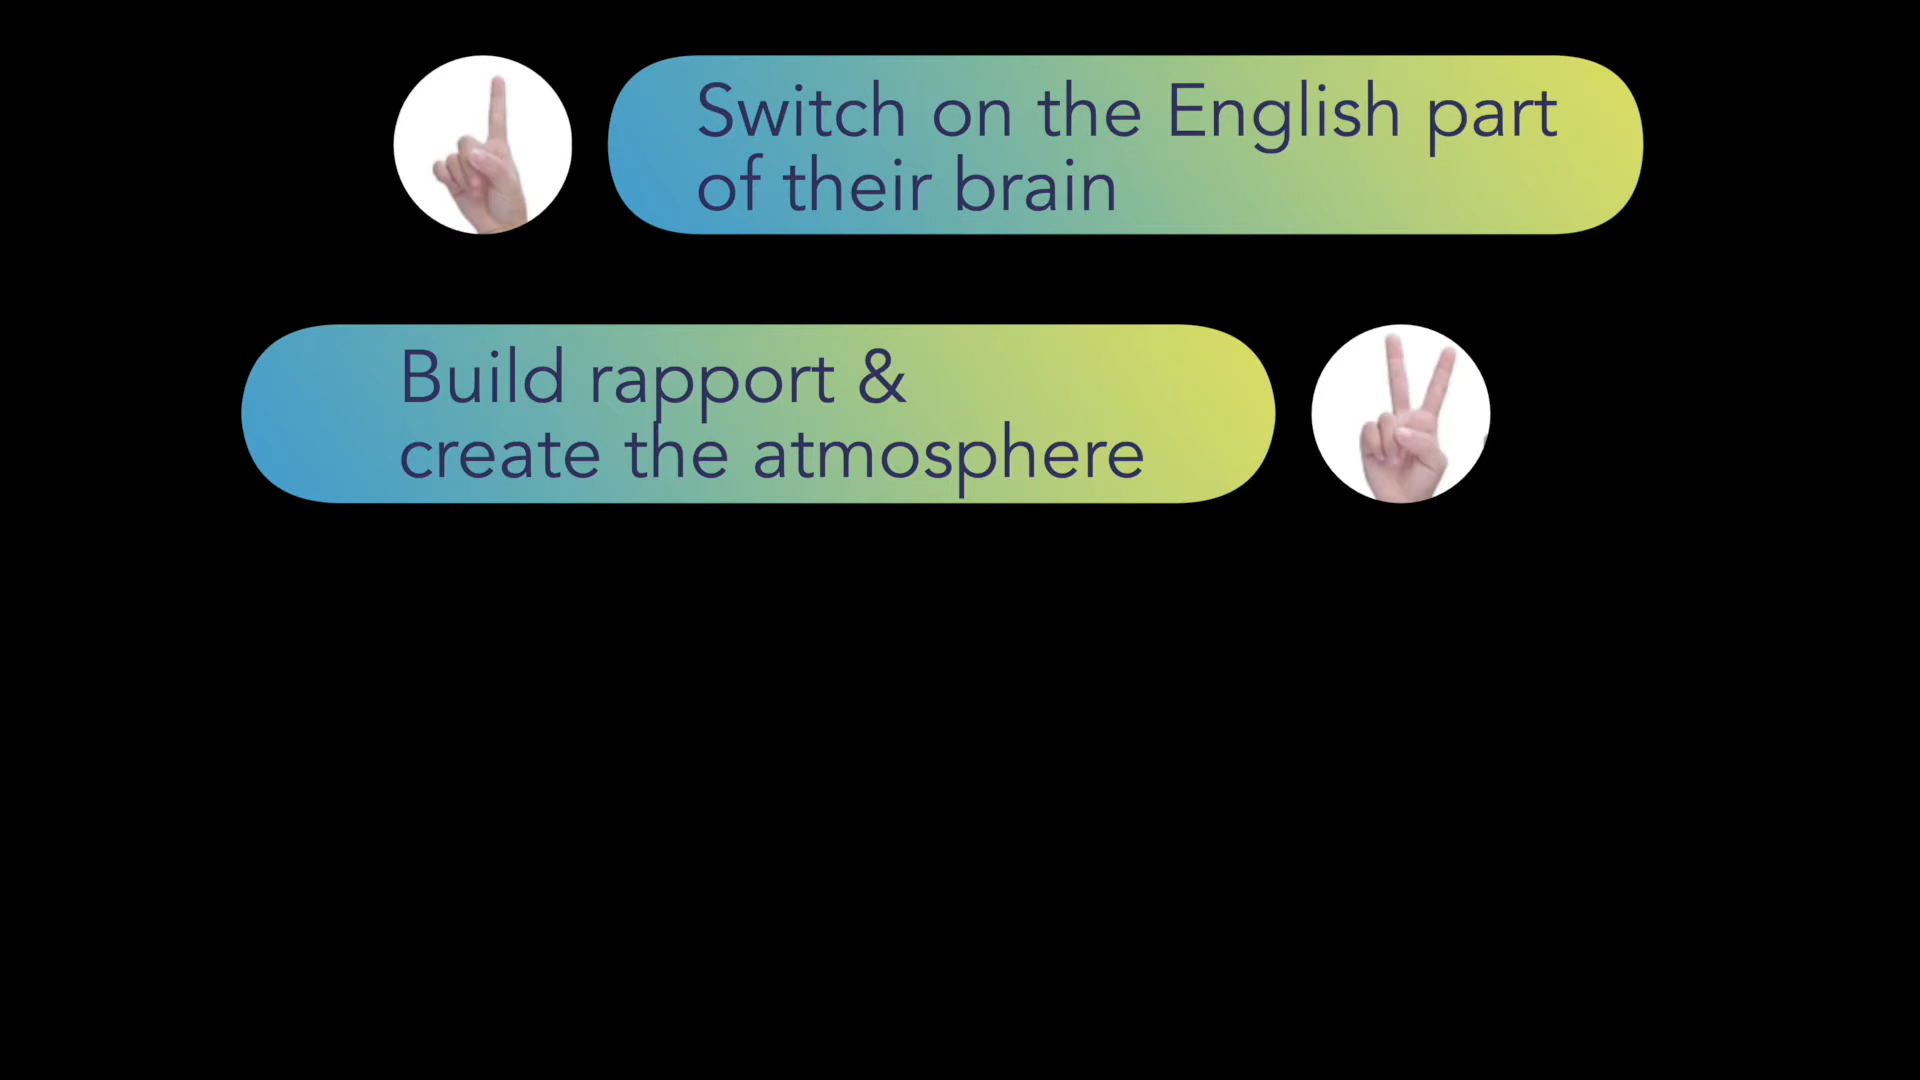 Switch on the English part
of their brain
Build rapport &
create the atmosphere